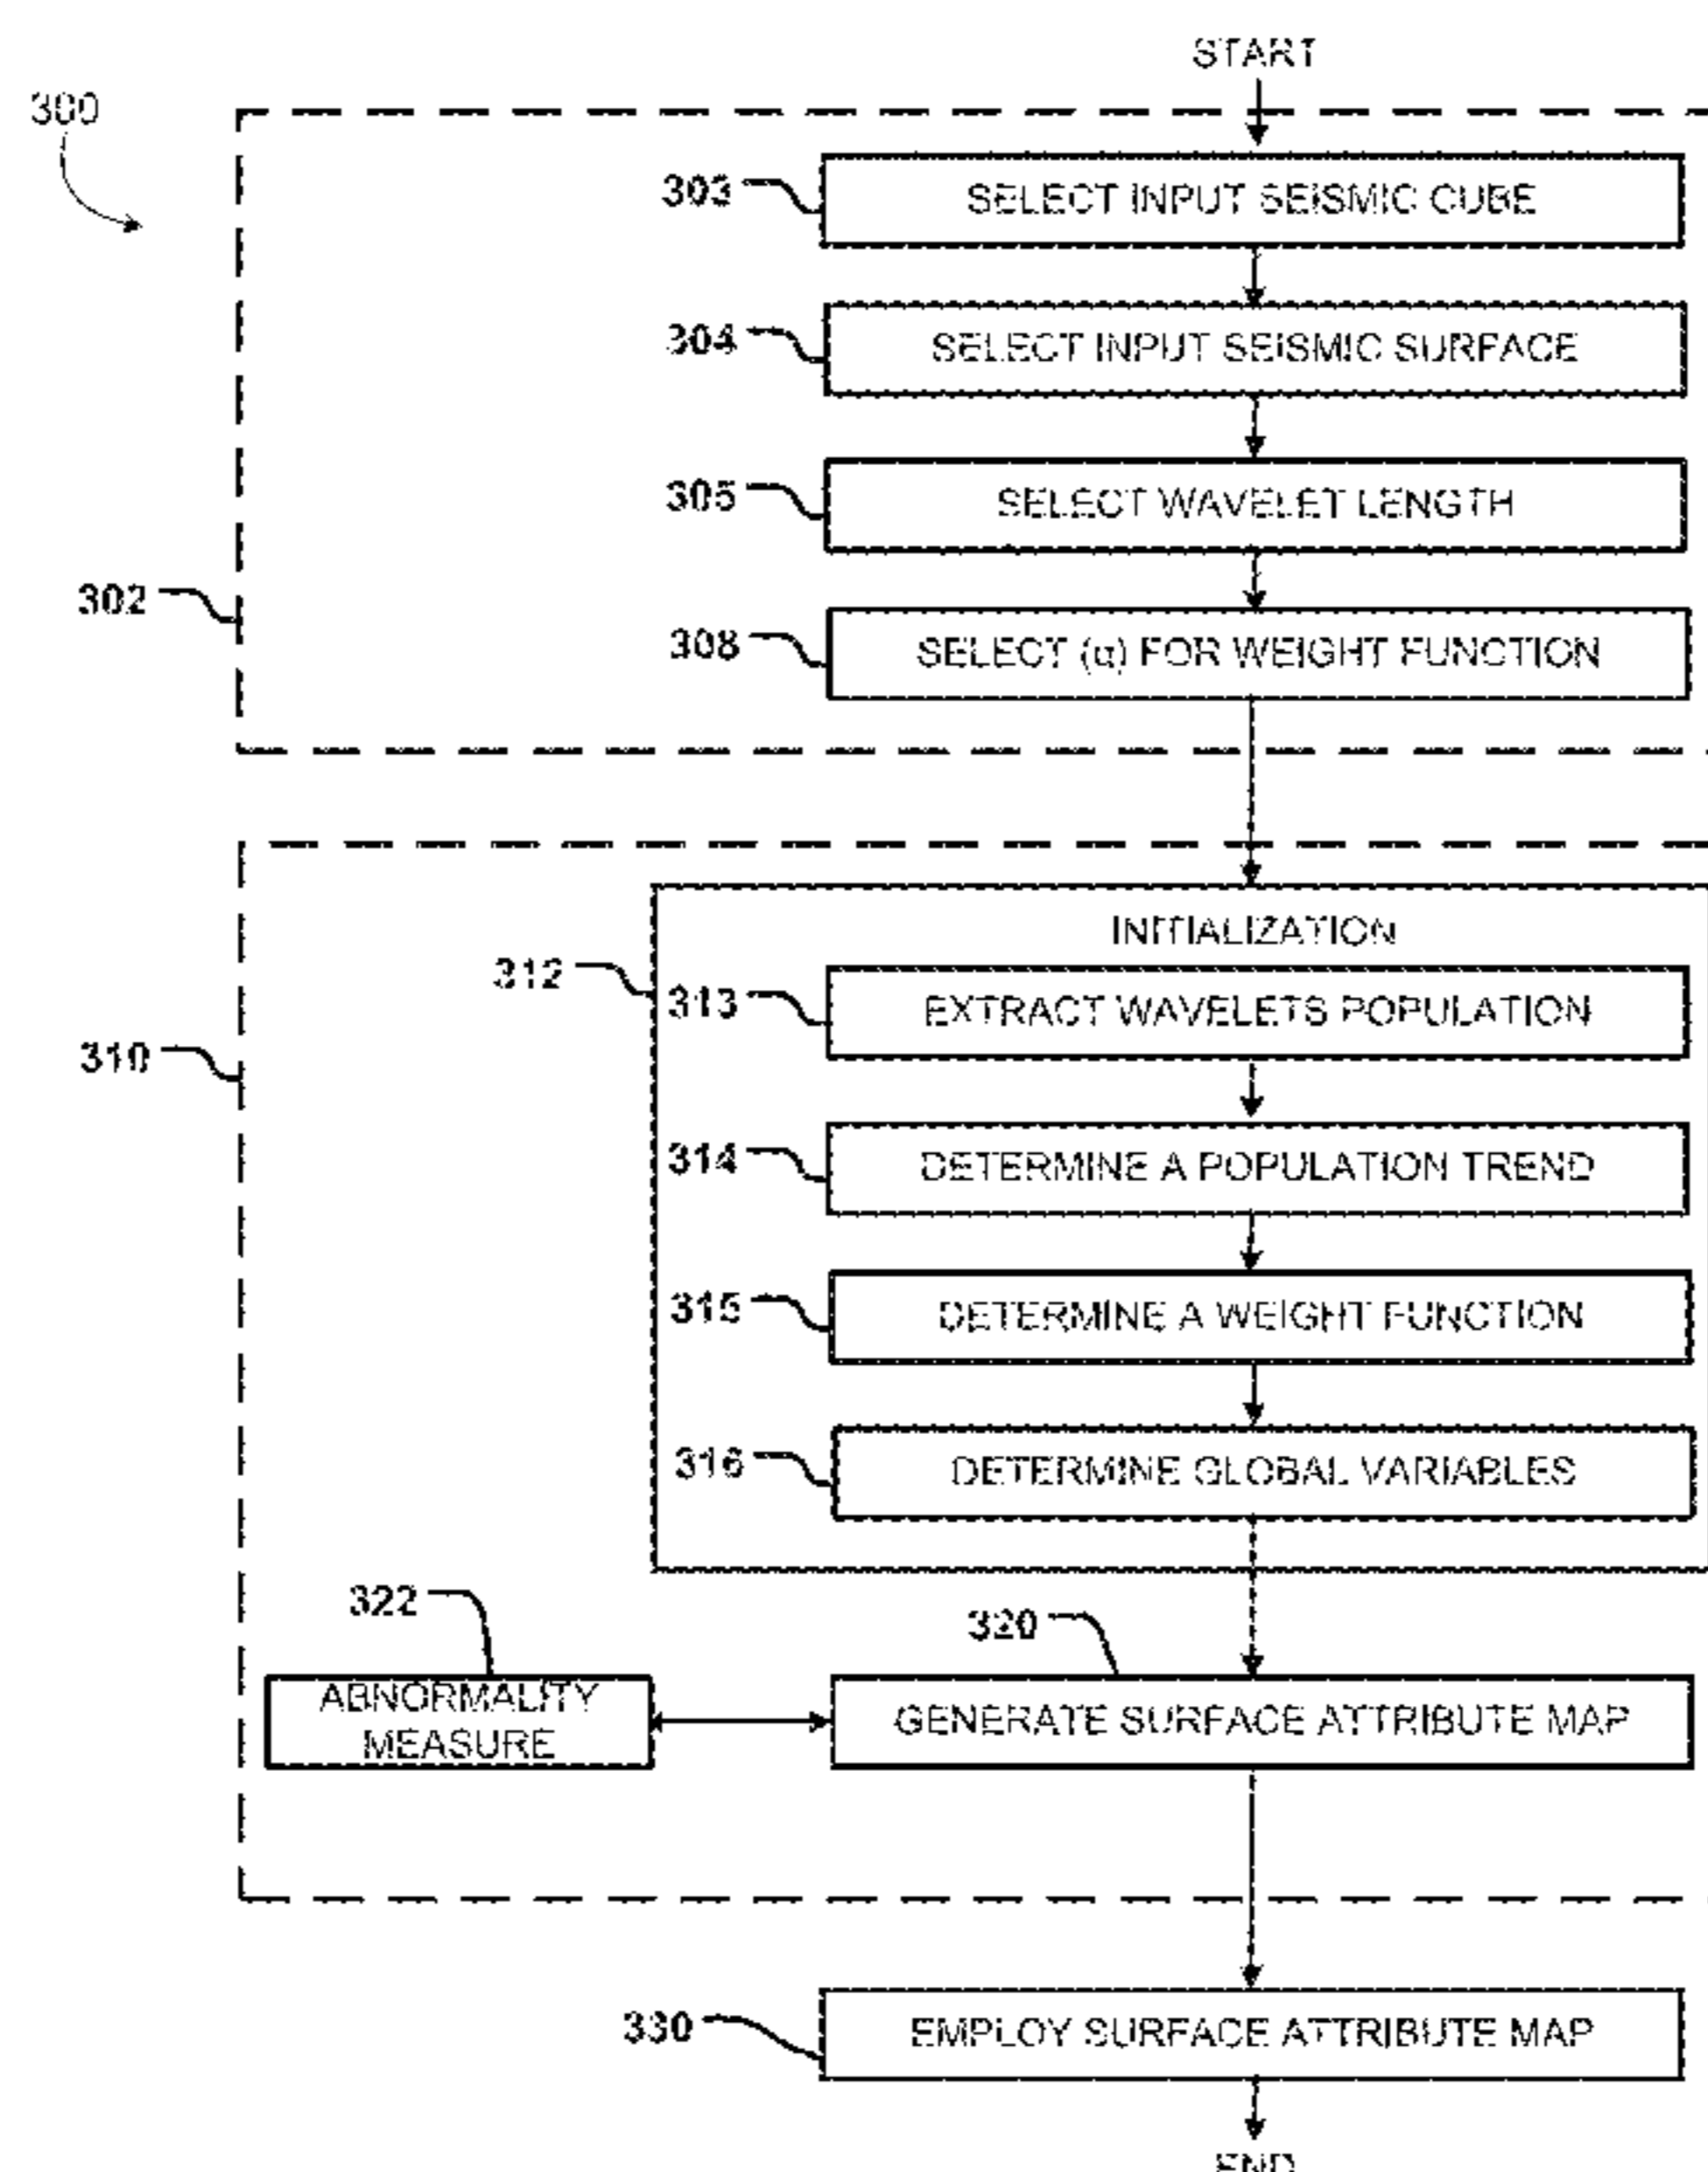 START
300
303 SELECT INPUT SEISMIC CUBE
304 SELECT INPUT SEISMIC SURFACE
305 SELECT WAVELET LENGTH
302
308 SELECT (α) FOR WEIGHT FUNCTION
INITIALIZATION
312
313 EXTRACT WAVELETS POPULATION
310
314 DETERMINE A POPULATION TREND
315 DETERMINE A WEIGHT FUNCTION
316 DETERMINE GLOBAL VARIABLES
322
320
ABNORMALITY
MEASURE
GENERATE SURFACE ATTRIBUTE MAP
330 EMPLOY SURFACE ATTRIBUTE MAP
END